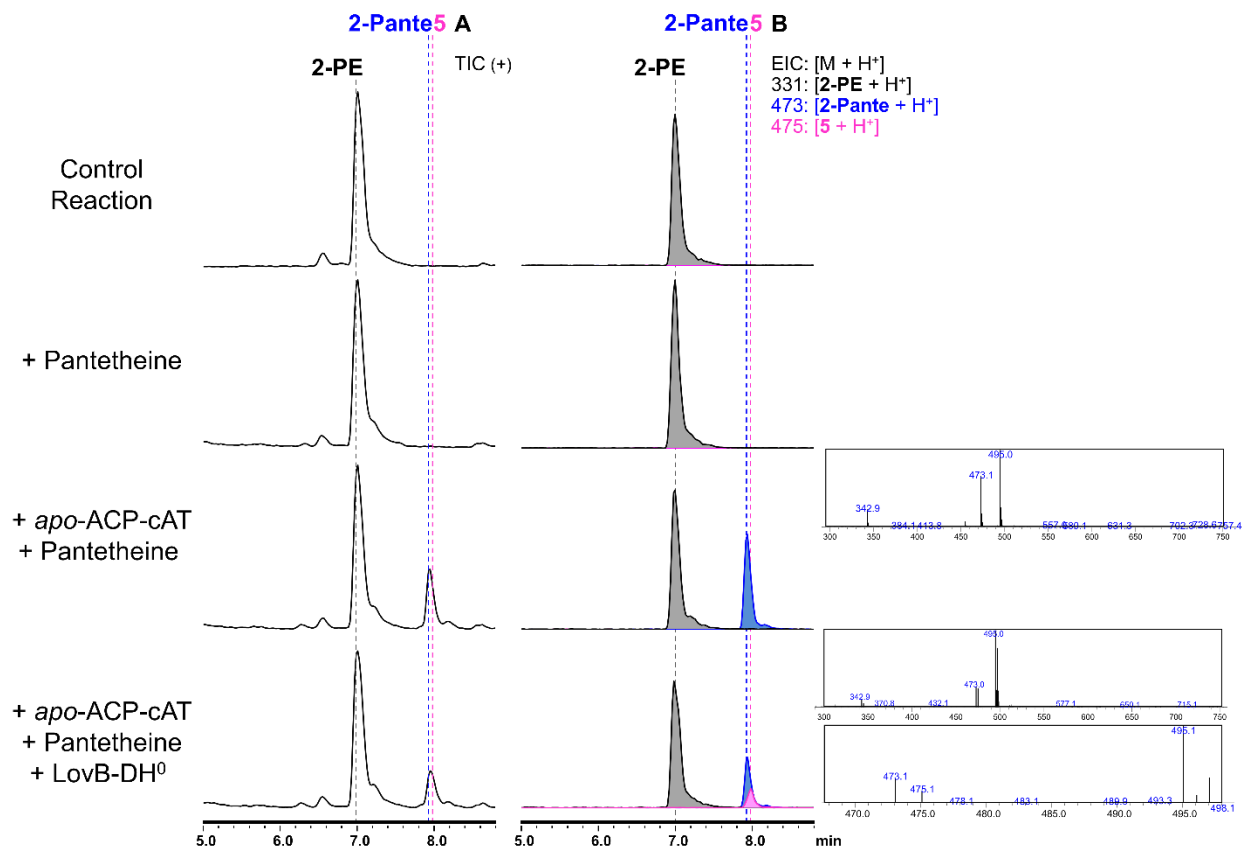 2-Pante5 A
2-PE
TIC (+)
2-Pante5 B
2-PE
EIC: [M + H⁺]
331: [2-PE + H⁺]
473: [2-Pante + H⁺]
475: [5 + H⁺]
Control
Reaction
+ Pantetheine
+ apo-ACP-cAT
+ Pantetheine
495.0
473.1
342.9
631.3
757.4
300 350 400 450 500 550 600 650 700 750
+ apo-ACP-cAT
+ Pantetheine
+ LovB-DH⁰
495.0
473.0
342.9
370.8 432.1 577.1 650.1 715.1
300 350 400 450 500 550 600 650 700 750
495.1
473.1
475.1
478.1 483.1 489.9 493.3 498.1
470.0 475.0 480.0 485.0 490.0 495.0
5.0 6.0 7.0 8.0 5.0 6.0 7.0 8.0 min